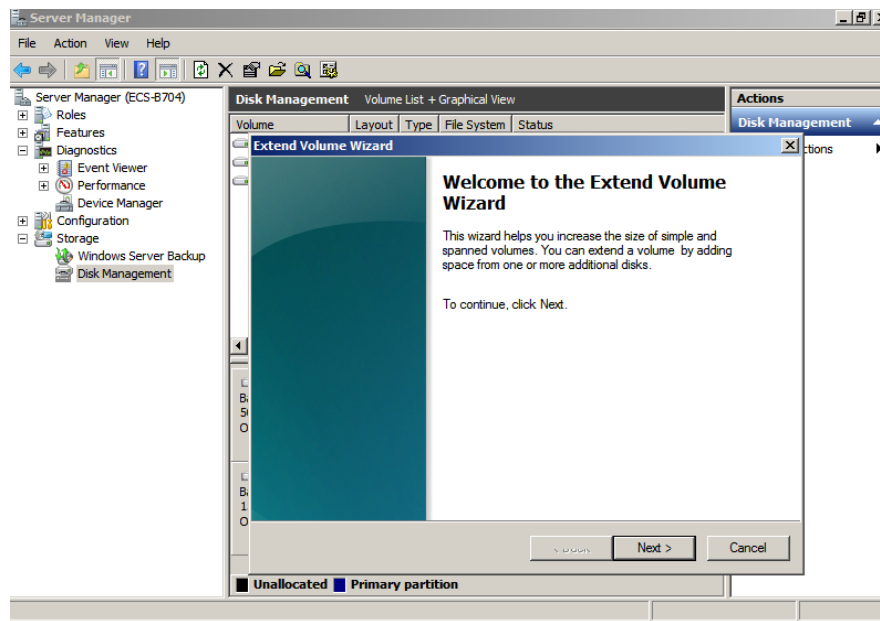 Server Manager
File Action View Help
Server Manager (ECS-B704)
Roles
Features
Diagnostics
Event Viewer
Performance
Device Manager
Configuration
Storage
Windows Server Backup
Disk Management
Disk Management Volume List + Graphical View
Volume Layout Type File System Status
Actions
Disk Management
Extend Volume Wizard
Welcome to the Extend Volume
Wizard
This wizard helps you increase the size of simple and
spanned volumes. You can extend a volume by adding
space from one or more additional disks.
To continue, click Next.
Next > Cancel
Unallocated Primary partition